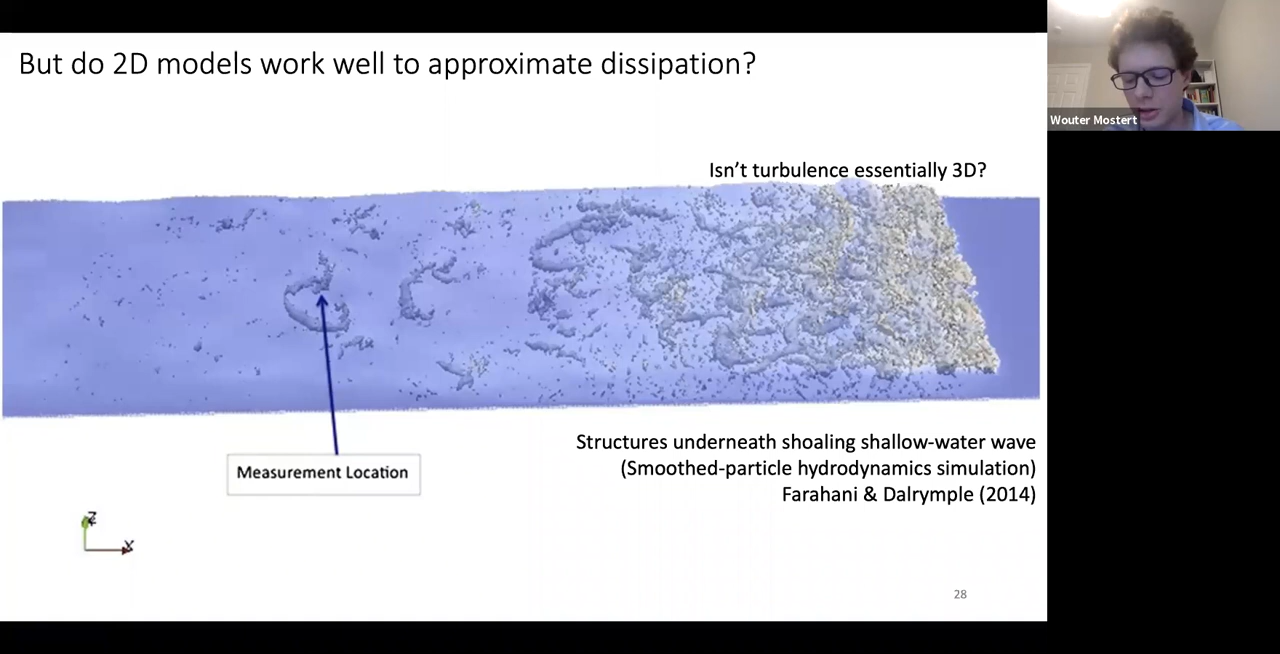 But do 2D models work well to approximate dissipation?
Wouter Mostert
Isn't turbulence essentially 3D?
Measurement Location
Structures underneath shoaling shallow-water wave
(Smoothed-particle hydrodynamics simulation)
Farahani & Dalrymple (2014)
Z
X
28